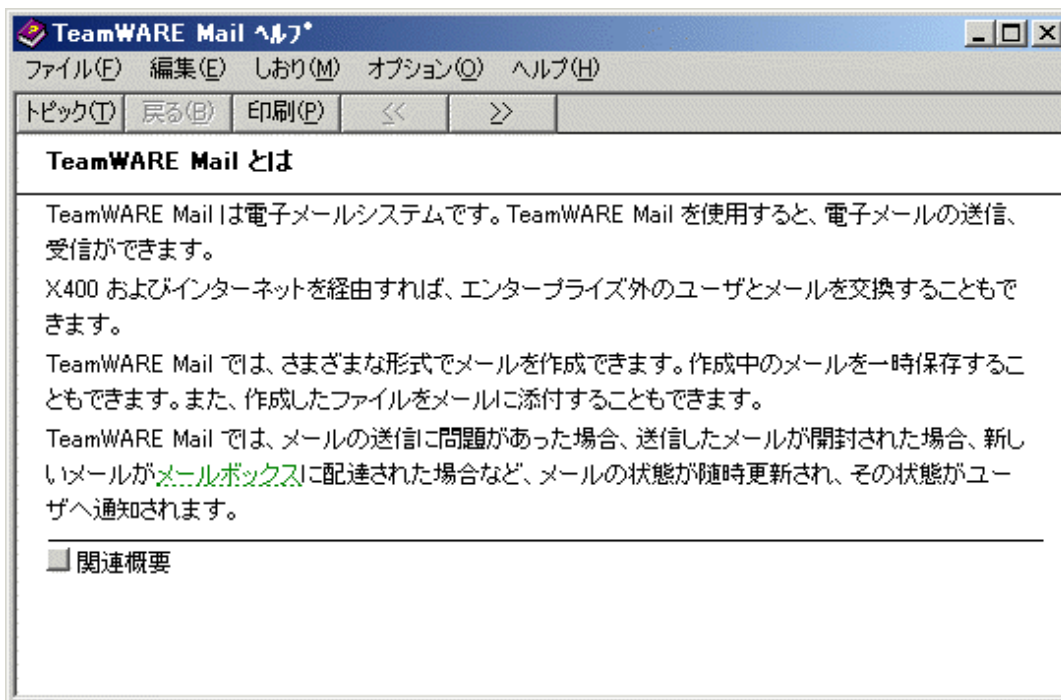 TeamWARE Mail ﾍﾙﾌﾟ
ファイル(F) 編集(E) しおり(M) オプション(O) ヘルプ(H)
トピック(T) 戻る(B) 印刷(P) << >>
TeamWARE Mail とは
TeamWARE Mail は電子メールシステムです。TeamWARE Mail を使用すると、電子メールの送信、
受信ができます。
X400 およびインターネットを経由すれば、エンタープライズ外のユーザとメールを交換することもで
きます。
TeamWARE Mail では、さまざまな形式でメールを作成できます。作成中のメールを一時保存するこ
ともできます。また、作成したファイルをメールに添付することもできます。
TeamWARE Mail では、メールの送信に問題があった場合、送信したメールが開封された場合、新し
いメールがメールボックスに配達された場合など、メールの状態が随時更新され、その状態がユー
ザへ通知されます。
関連概要